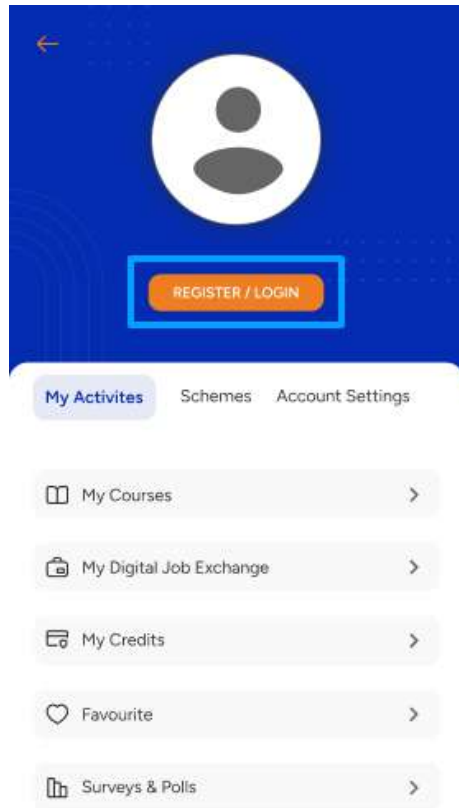 REGISTER / LOGIN
My Activites Schemes Account Settings
My Courses
My Digital Job Exchange
My Credits
Favourite
Surveys & Polls